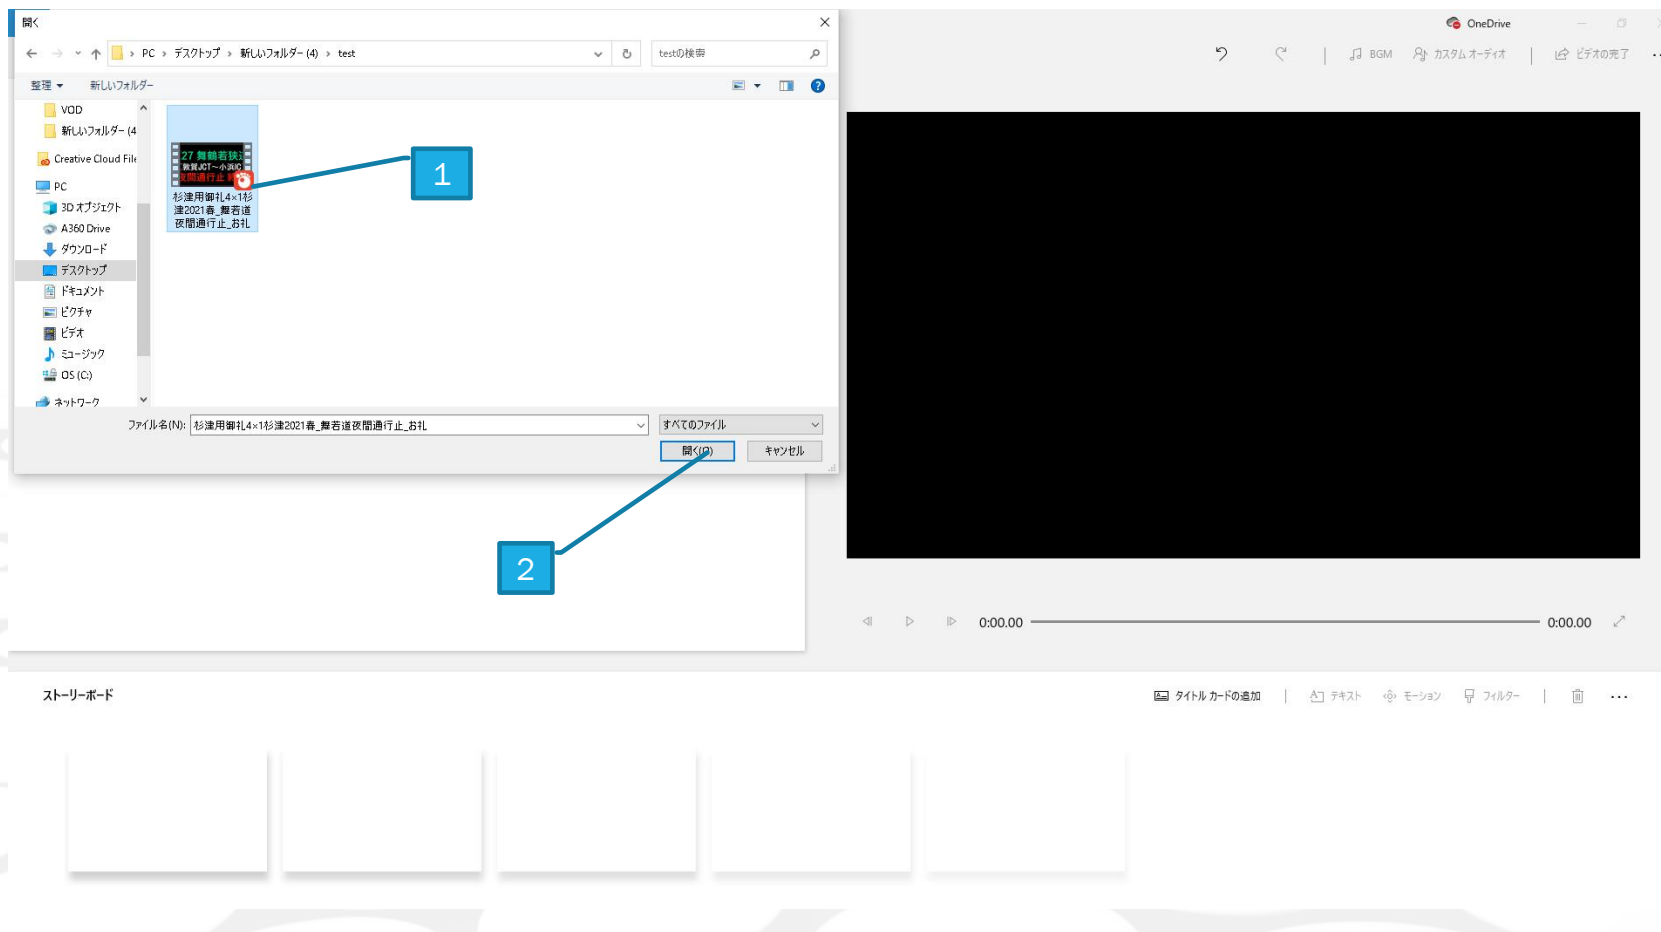 開く
OneDrive
PC › デスクトップ › 新しいフォルダー (4) › test
testの検索
BGM
カスタム オーディオ
ビデオの完了
整理
新しいフォルダー
VOD
新しいフォルダー (4
Creative Cloud File
PC
3D オブジェクト
A360 Drive
ダウンロード
デスクトップ
ドキュメント
ピクチャ
ビデオ
ミュージック
OS (C:)
ネットワーク
27 舞鶴若狭道
敦賀JCT～小浜IC
夜間通行止
杉津用御礼4×1杉
津2021春_舞若道
夜間通行止_お礼
1
ファイル名(N):
杉津用御礼4×1杉津2021春_舞若道夜間通行止_お礼
すべてのファイル
開く(O)
キャンセル
2
0:00.00
0:00.00
ストーリーボード
タイトル カードの追加
テキスト
モーション
フィルター